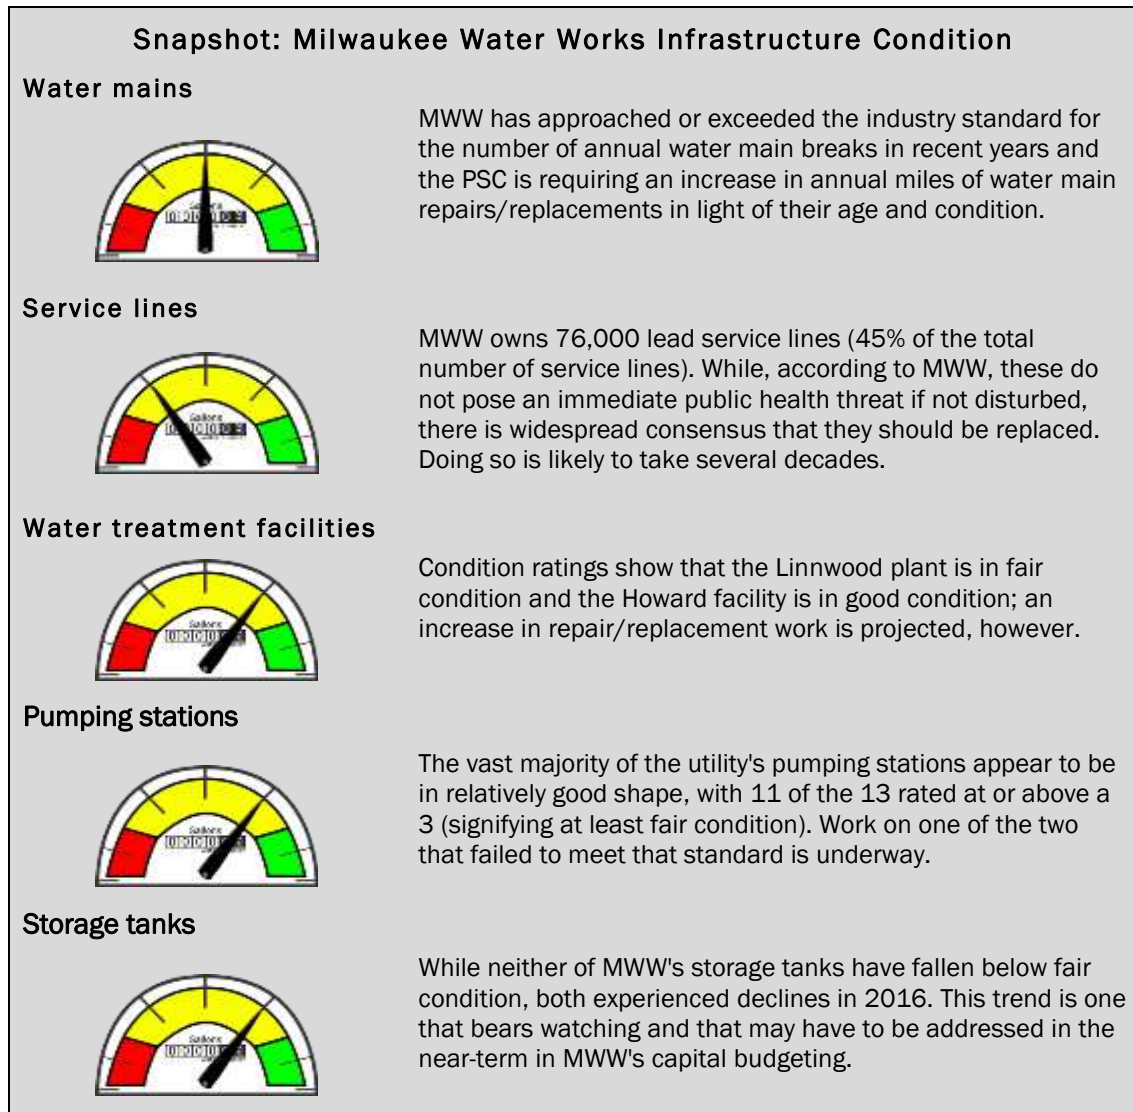 Snapshot: Milwaukee Water Works Infrastructure Condition
Water mains
MWW has approached or exceeded the industry standard for
the number of annual water main breaks in recent years and
the PSC is requiring an increase in annual miles of water main
repairs/replacements in light of their age and condition.
Gallons
Service lines
MWW owns 76,000 lead service lines (45% of the total
number of service lines). While, according to MWW, these do
not pose an immediate public health threat if not disturbed,
there is widespread consensus that they should be replaced.
Doing so is likely to take several decades.
Gallons
Water treatment facilities
Condition ratings show that the Linnwood plant is in fair
condition and the Howard facility is in good condition; an
increase in repair/replacement work is projected, however.
Gallons
Pumping stations
The vast majority of the utility's pumping stations appear to be
in relatively good shape, with 11 of the 13 rated at or above a
3 (signifying at least fair condition). Work on one of the two
that failed to meet that standard is underway.
Gallons
Storage tanks
While neither of MWW's storage tanks have fallen below fair
condition, both experienced declines in 2016. This trend is one
that bears watching and that may have to be addressed in the
near-term in MWW's capital budgeting.
Gallons